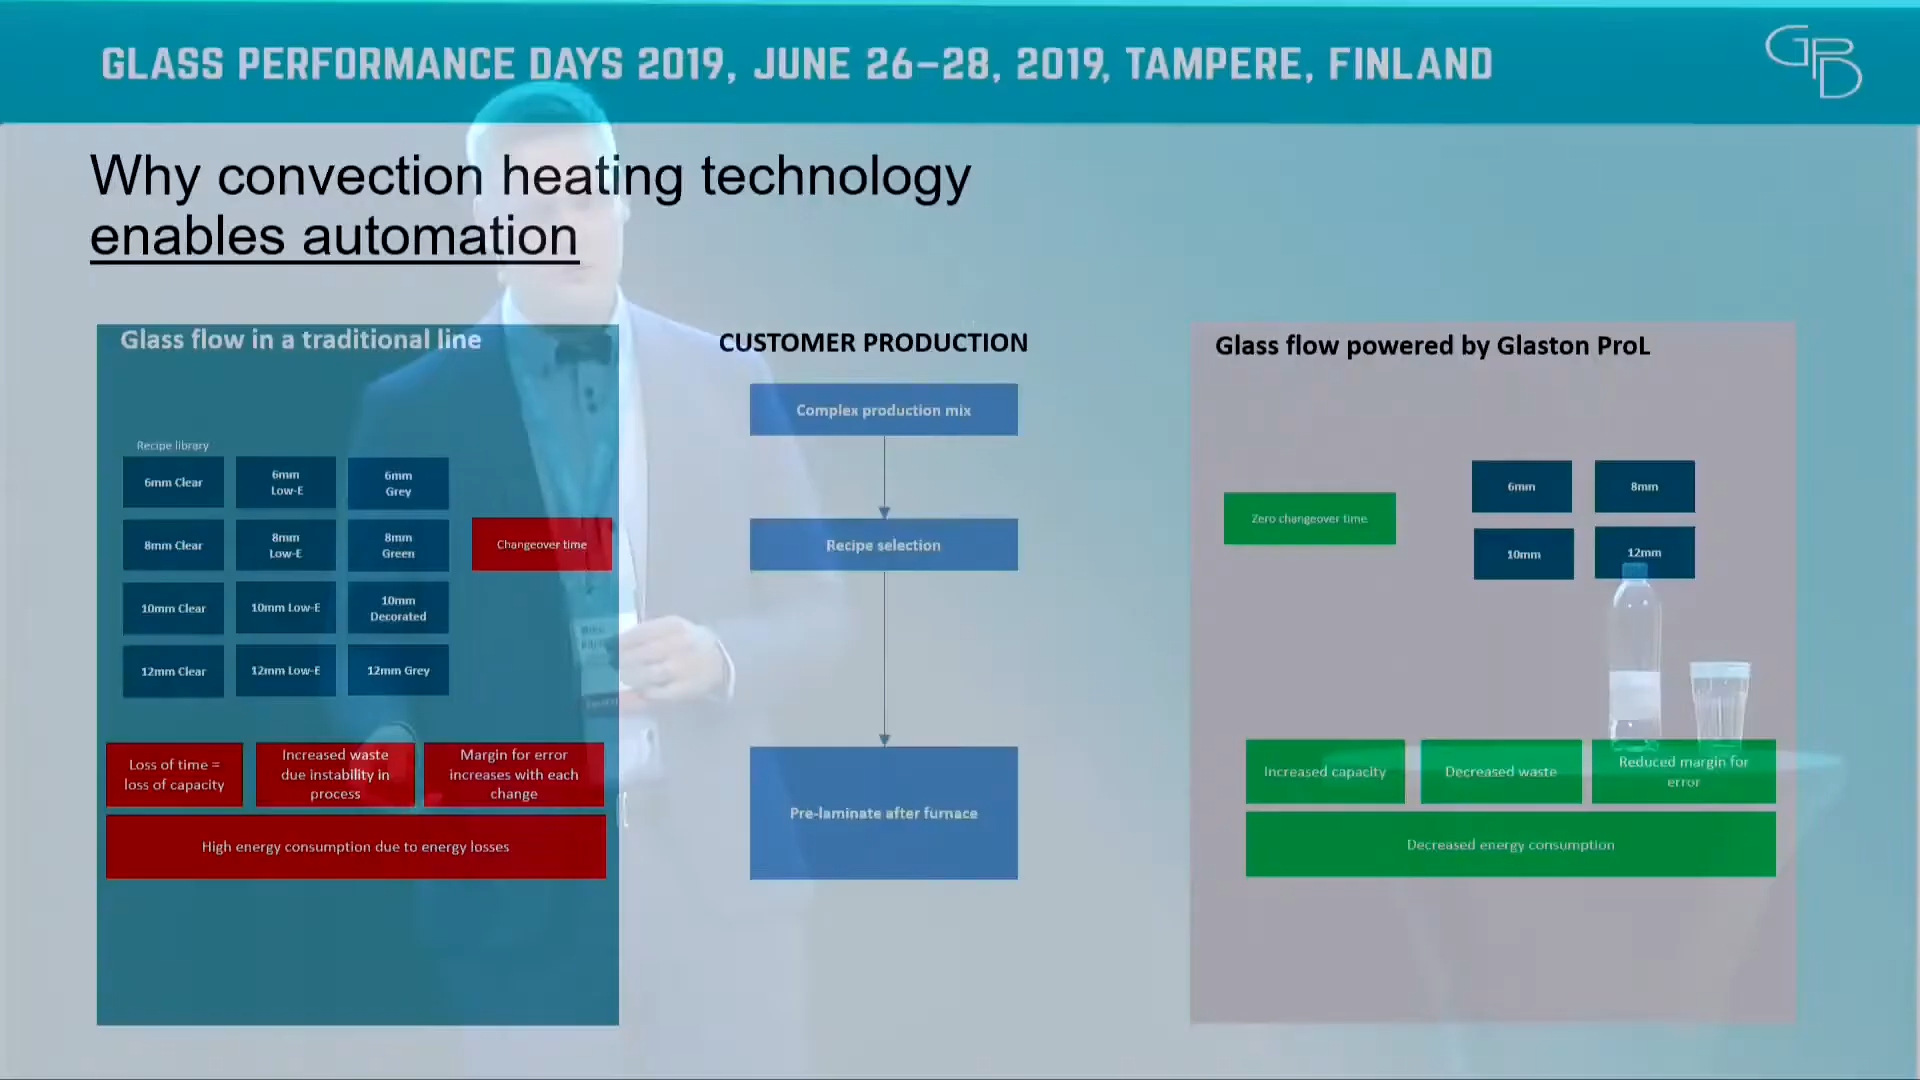 GLASS PERFORMANCE DAYS 2019, JUNE 26–28, 2019, TAMPERE, FINLAND
GPD
Why convection heating technology
enables automation
Glass flow in a traditional line
Recipe library
6mm Clear
6mm
Low-E
6mm
Grey
8mm Clear
8mm
Low-E
8mm
Green
10mm Clear
10mm Low-E
10mm
Decorated
12mm Clear
12mm Low-E
12mm Grey
Changeover time
Loss of time =
loss of capacity
Increased waste
due instability in
process
Margin for error
increases with each
change
High energy consumption due to energy losses
CUSTOMER PRODUCTION
Complex production mix
Recipe selection
Pre-laminate after furnace
Glass flow powered by Glaston ProL
Zero changeover time
6mm
8mm
10mm
12mm
Increased capacity
Decreased waste
Reduced margin for
error
Decreased energy consumption